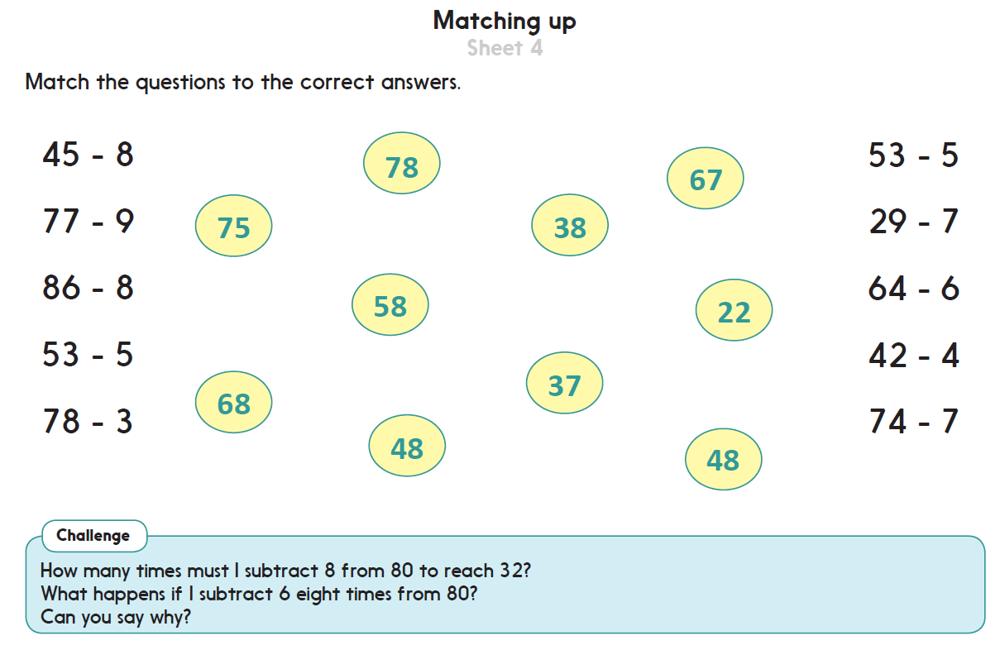 Matching up
Sheet 4
Match the questions to the correct answers.
45 - 8
77 - 9
86 - 8
53 - 5
78 - 3
78
67
75
38
58
22
37
68
48
48
53 - 5
29 - 7
64 - 6
42 - 4
74 - 7
Challenge
How many times must I subtract 8 from 80 to reach 32?
What happens if I subtract 6 eight times from 80?
Can you say why?